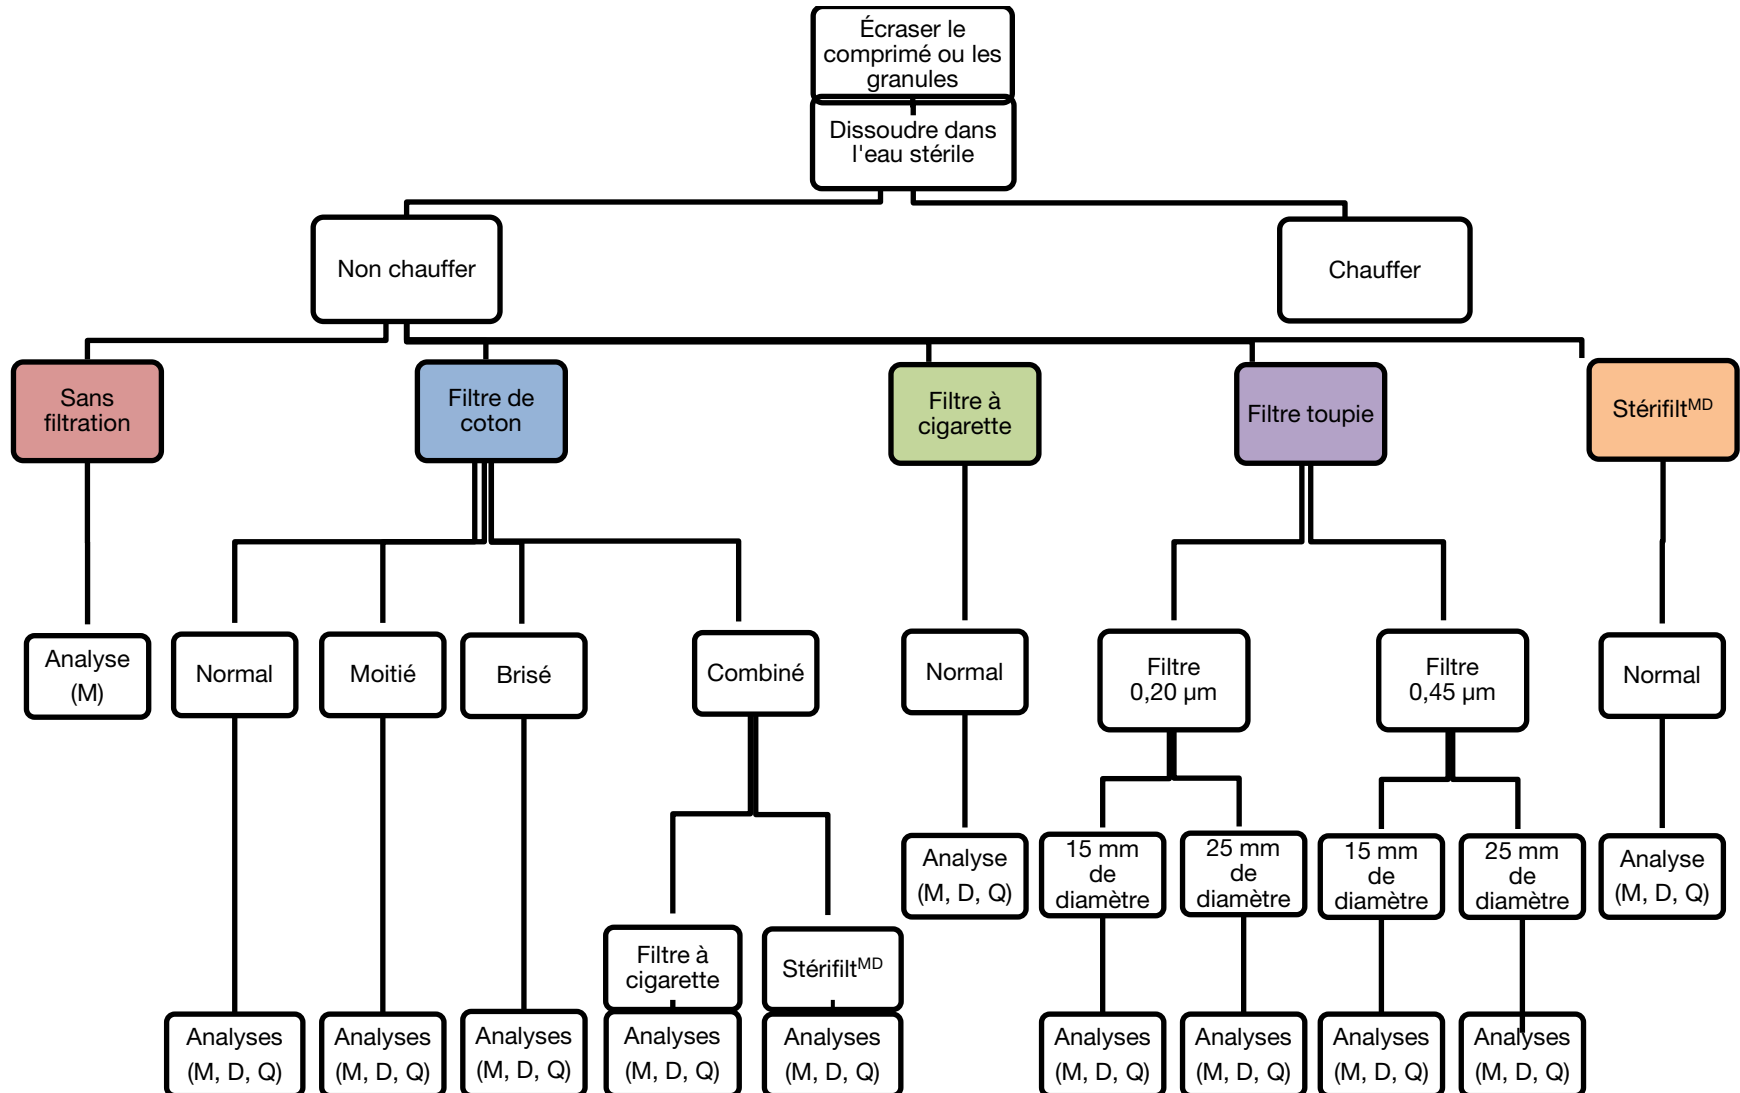 Écraser le
comprimé ou les
granules
Dissoudre dans
l'eau stérile
Non chauffer
Chauffer
Sans
filtration
Filtre de
coton
Filtre à
cigarette
Filtre toupie
StérifiltMD
Analyse
(M)
Normal
Moitié
Brisé
Combiné
Normal
Filtre
0,20 µm
Filtre
0,45 µm
Normal
Analyse
(M, D, Q)
15 mm
de
diamètre
25 mm
de
diamètre
15 mm
de
diamètre
25 mm
de
diamètre
Analyse
(M, D, Q)
Filtre à
cigarette
StérifiltMD
Analyses
(M, D, Q)
Analyses
(M, D, Q)
Analyses
(M, D, Q)
Analyses
(M, D, Q)
Analyses
(M, D, Q)
Analyses
(M, D, Q)
Analyses
(M, D, Q)
Analyses
(M, D, Q)
Analyses
(M, D, Q)